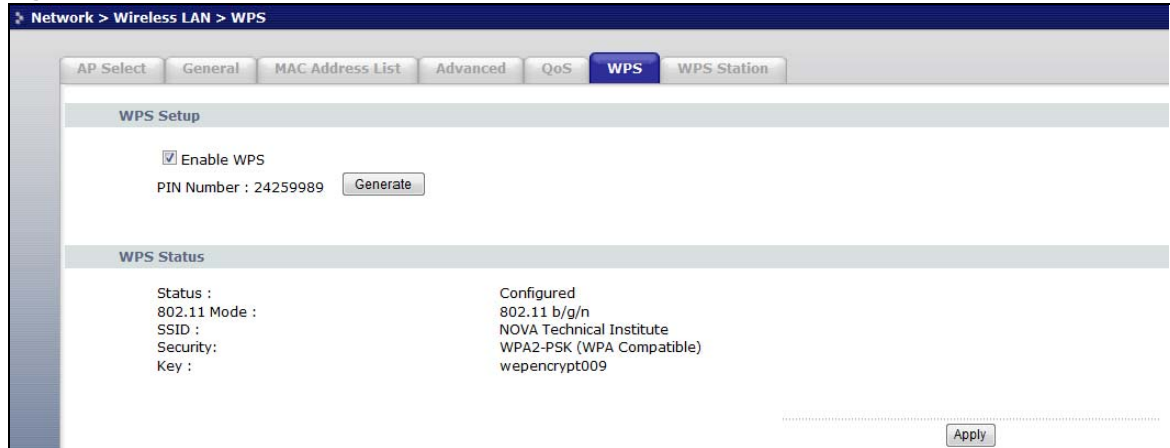 Network > Wireless LAN > WPS
AP Select General MAC Address List Advanced QoS WPS WPS Station
WPS Setup
Enable WPS
PIN Number : 24259989 Generate
WPS Status
Status : Configured
802.11 Mode : 802.11 b/g/n
SSID : NOVA Technical Institute
Security: WPA2-PSK (WPA Compatible)
Key : wepencrypt009
Apply